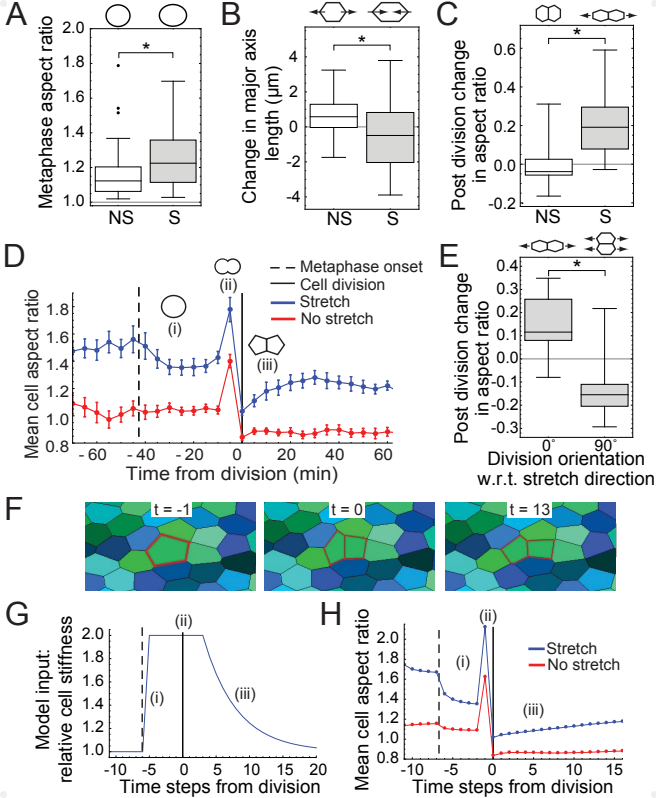 A
Metaphase aspect ratio
2.0
1.8
1.6
1.4
1.2
1.0
*
NS
S
B
Change in major axis
length (μm)
4
2
0
-2
-4
*
NS
S
C
Post division change
in aspect ratio
0.6
0.4
0.2
0.0
-0.2
*
NS
S
D
Mean cell aspect ratio
1.8
1.6
1.4
1.2
1.0
0.8
(i)
(ii)
(iii)
Metaphase onset
Cell division
Stretch
No stretch
- 60
-40
-20
0
20
40
60
Time from division (min)
E
Post division change
in aspect ratio
0.4
0.3
0.2
0.1
0.0
-0.1
-0.2
-0.3
*
0°
90°
Division orientation
w.r.t. stretch direction
F
t = -1
t = 0
t = 13
G
Model input:
relative cell stiffness
2.0
1.8
1.6
1.4
1.2
1.0
(i)
(ii)
(iii)
-10
-5
0
5
10
15
20
Time steps from division
H
Mean cell aspect ratio
2.0
1.8
1.6
1.4
1.2
1.0
0.8
(i)
(ii)
(iii)
Stretch
No stretch
-10
-5
0
5
10
15
Time steps from division